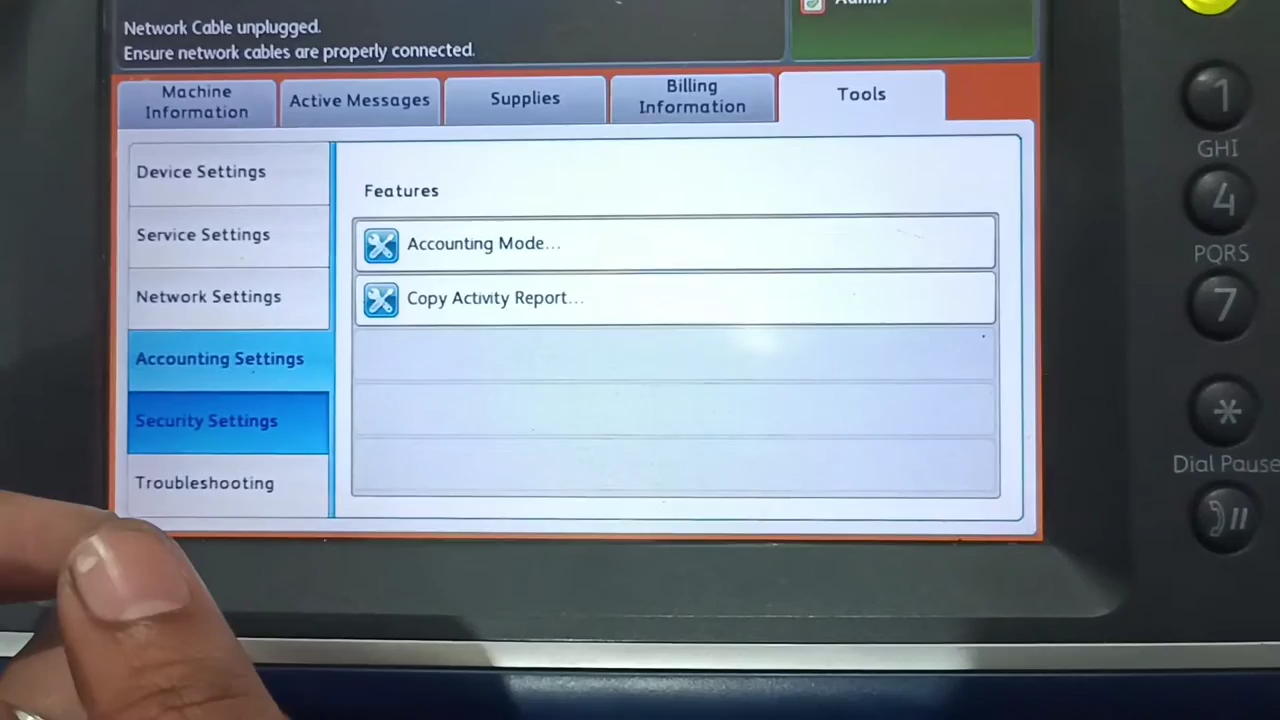 Network Cable unplugged.
Ensure network cables are properly connected.
Admin
Machine
Information
Active Messages
Supplies
Billing
Information
Tools
Device Settings
Service Settings
Network Settings
Accounting Settings
Security Settings
Troubleshooting
Features
Accounting Mode...
Copy Activity Report...
1
GHI
4
PQRS
7
*
Dial Pause